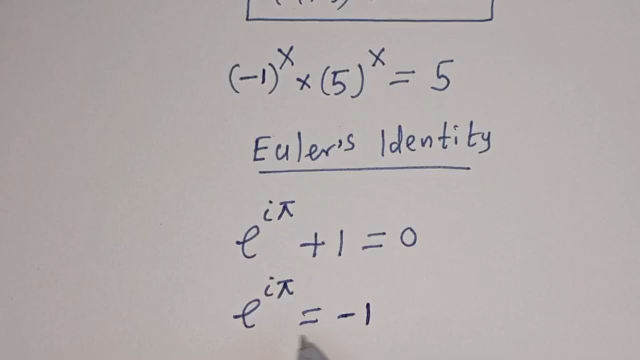 (-1)^x × (5)^x = 5
Euler's Identity
e^iπ + 1 = 0
e^iπ = -1